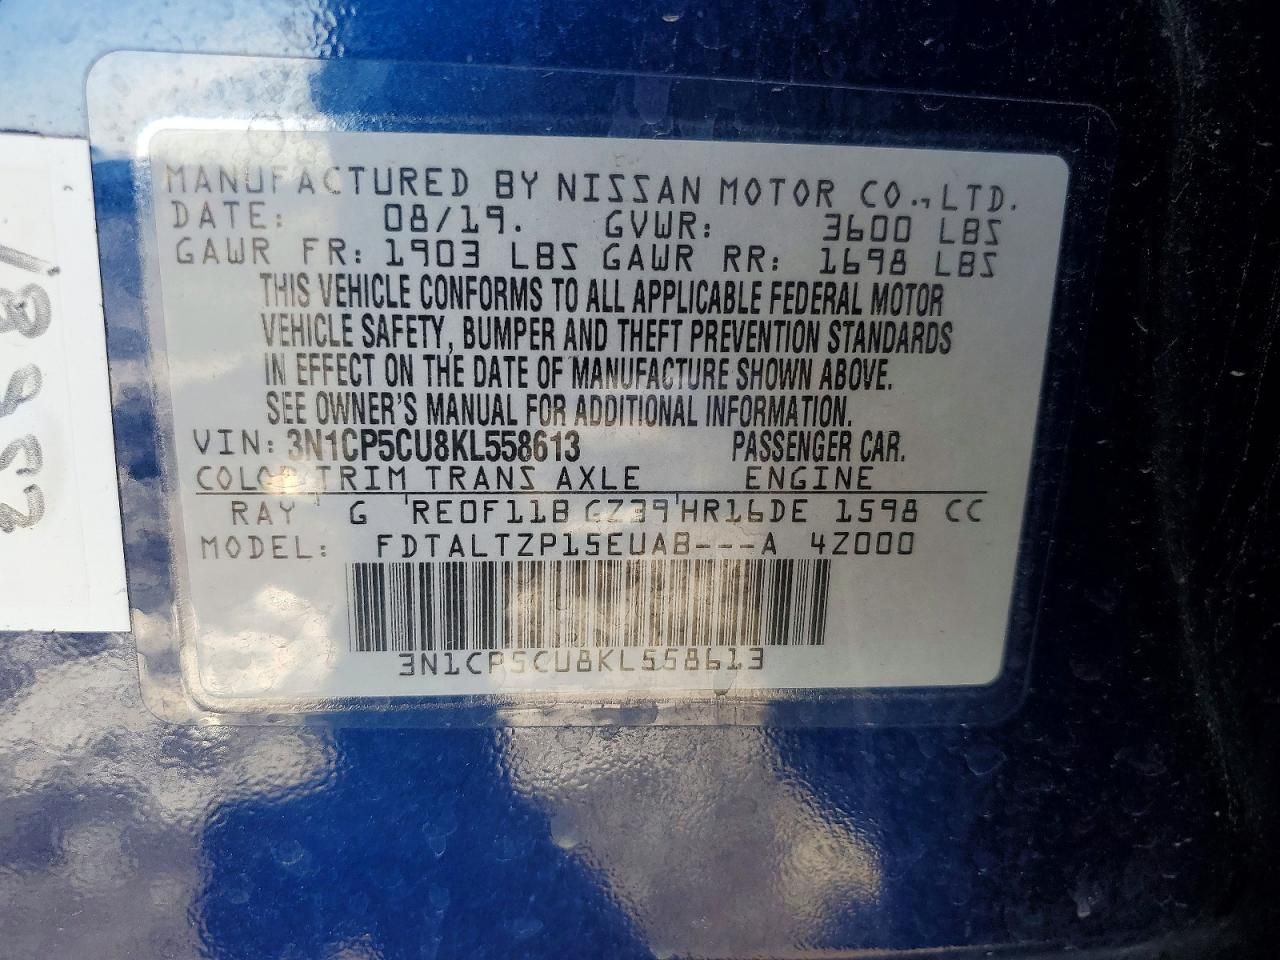 MANUFACTURED BY NISSAN MOTOR CO., LTD.
DATE: 08/19. GVWR: 3600 LBS
GAWR FR: 1903 LBS GAWR RR: 1698 LBS
THIS VEHICLE CONFORMS TO ALL APPLICABLE FEDERAL MOTOR
VEHICLE SAFETY, BUMPER AND THEFT PREVENTION STANDARDS
IN EFFECT ON THE DATE OF MANUFACTURE SHOWN ABOVE.
SEE OWNER'S MANUAL FOR ADDITIONAL INFORMATION.
VIN: 3N1CP5CU8KL558613 PASSENGER CAR.
COLOR TRIM TRANS AXLE ENGINE
RAY G RE0F11B GZ39 HR16DE 1598 CC
MODEL: FDTALTZP15EUAB---A 4Z000
3N1CP5CU8KL558613